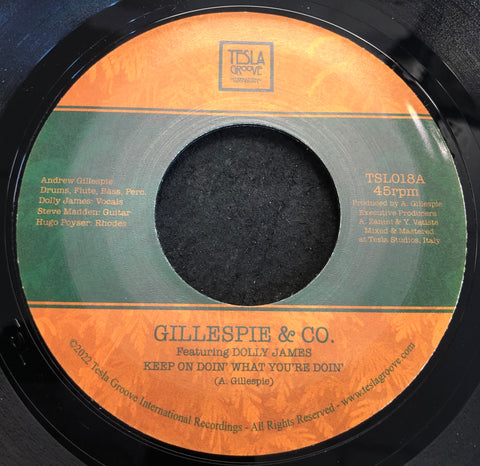 TESLA
GROOVE
Andrew Gillespie
Drums, Flute, Bass, Perc.
Dolly James: Vocals
Steve Madden: Guitar
Hugo Poyser: Rhodes
TSL018A
45rpm
Produced by A. Gillespie
Executive Producers
A. Zanini & Y. Vatiste
Mixed & Mastered
at Tesla Studios, Italy
GILLESPIE & CO.
Featuring DOLLY JAMES
KEEP ON DOIN' WHAT YOU'RE DOIN'
(A. Gillespie)
©2022 Tesla Groove International Recordings - All Rights Reserved - www.teslagroove.com